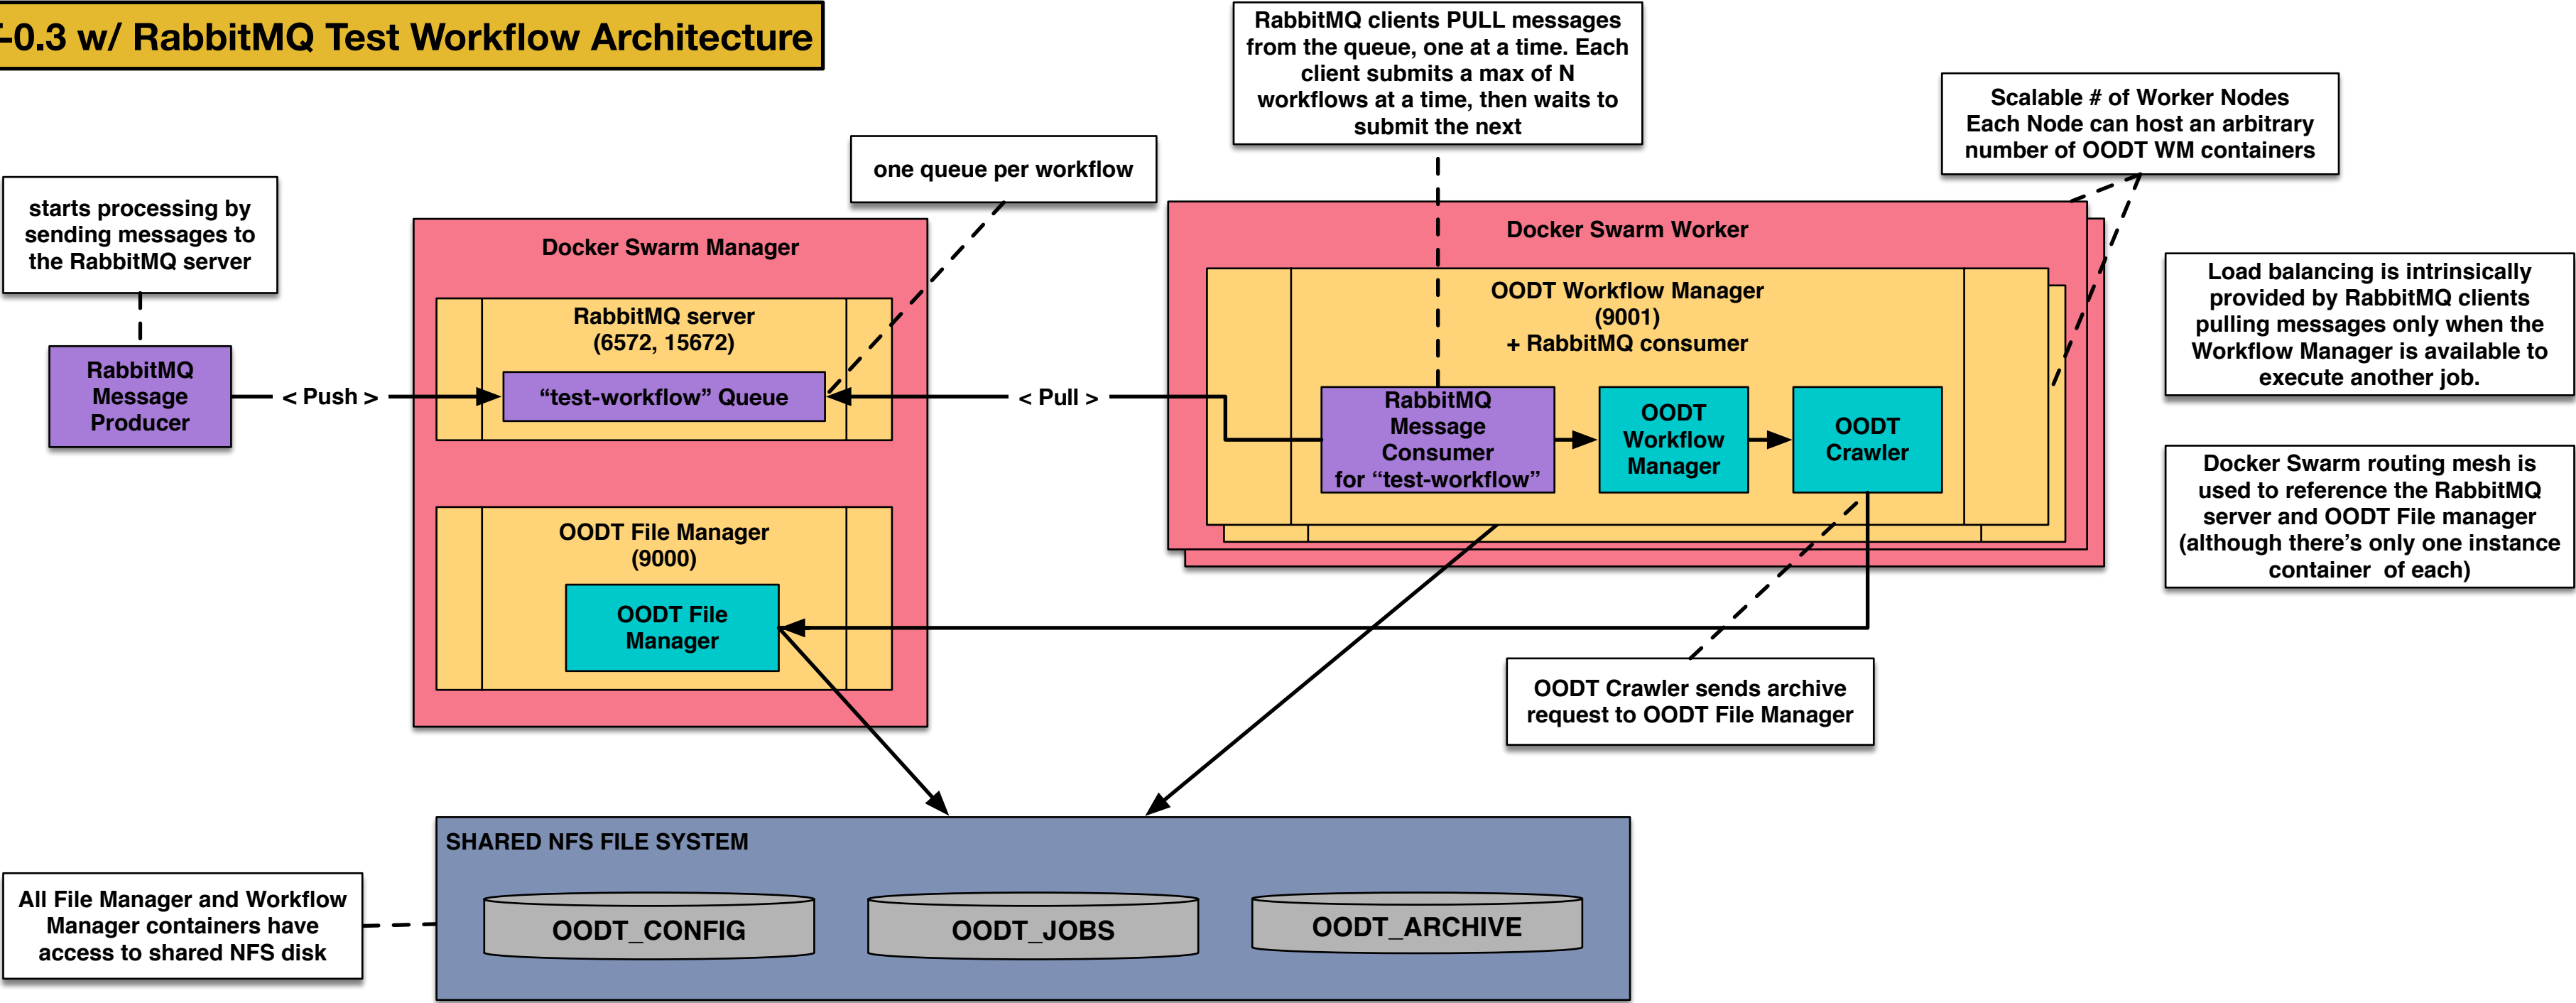 -0.3 w/ RabbitMQ Test Workflow Architecture
RabbitMQ clients PULL messages
from the queue, one at a time. Each
client submits a max of N
workflows at a time, then waits to
submit the next
Scalable # of Worker Nodes
Each Node can host an arbitrary
number of OODT WM containers
one queue per workflow
starts processing by
sending messages to
the RabbitMQ server
Docker Swarm Manager
Docker Swarm Worker
Load balancing is intrinsically
provided by RabbitMQ clients
pulling messages only when the
Workflow Manager is available to
execute another job.
RabbitMQ server
(6572, 15672)
OODT Workflow Manager
(9001)
+ RabbitMQ consumer
RabbitMQ
Message
Producer
< Push >
“test-workflow” Queue
< Pull >
RabbitMQ
Message
Consumer
for “test-workflow”
OODT
Workflow
Manager
OODT
Crawler
Docker Swarm routing mesh is
used to reference the RabbitMQ
server and OODT File manager
(although there’s only one instance
container of each)
OODT File Manager
(9000)
OODT File
Manager
OODT Crawler sends archive
request to OODT File Manager
SHARED NFS FILE SYSTEM
All File Manager and Workflow
Manager containers have
access to shared NFS disk
OODT_CONFIG
OODT_JOBS
OODT_ARCHIVE